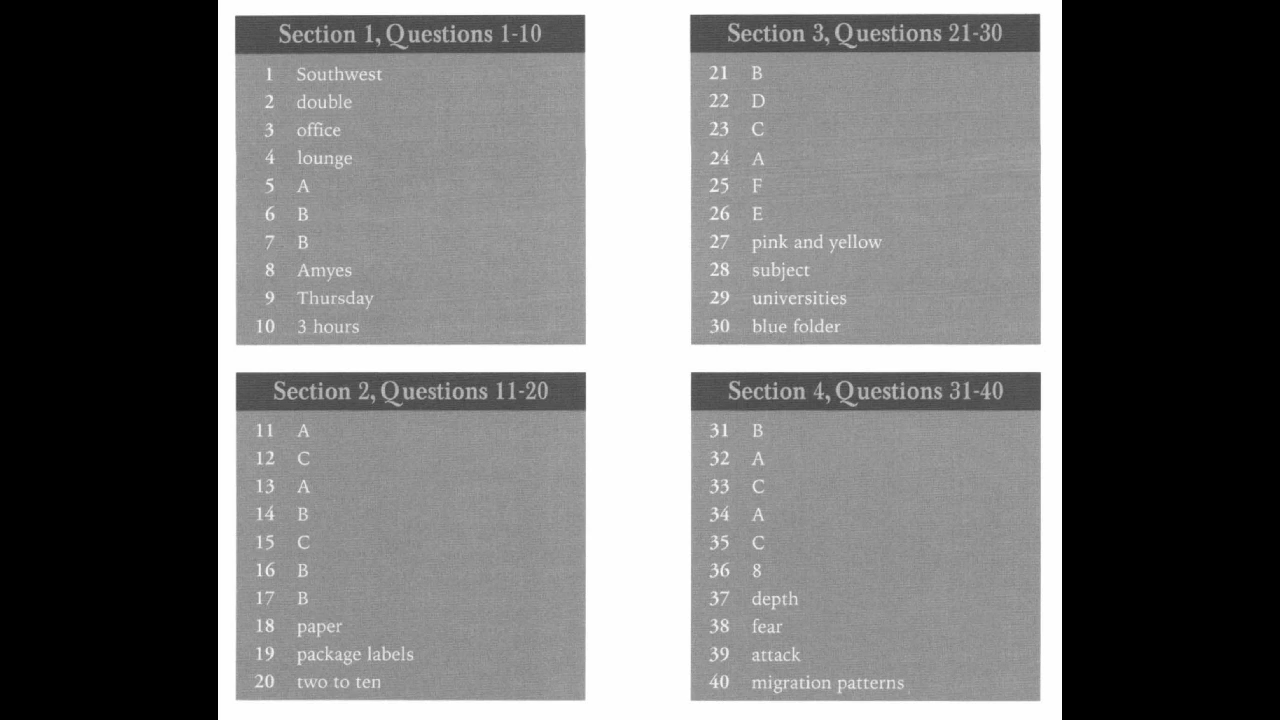 Section 1, Questions 1-10
1 Southwest
2 double
3 office
4 lounge
5 A
6 B
7 B
8 Amyes
9 Thursday
10 3 hours
Section 2, Questions 11-20
11 A
12 C
13 A
14 B
15 C
16 B
17 B
18 paper
19 package labels
20 two to ten
Section 3, Questions 21-30
21 B
22 D
23 C
24 A
25 F
26 E
27 pink and yellow
28 subject
29 universities
30 blue folder
Section 4, Questions 31-40
31 B
32 A
33 C
34 A
35 C
36 8
37 depth
38 fear
39 attack
40 migration patterns